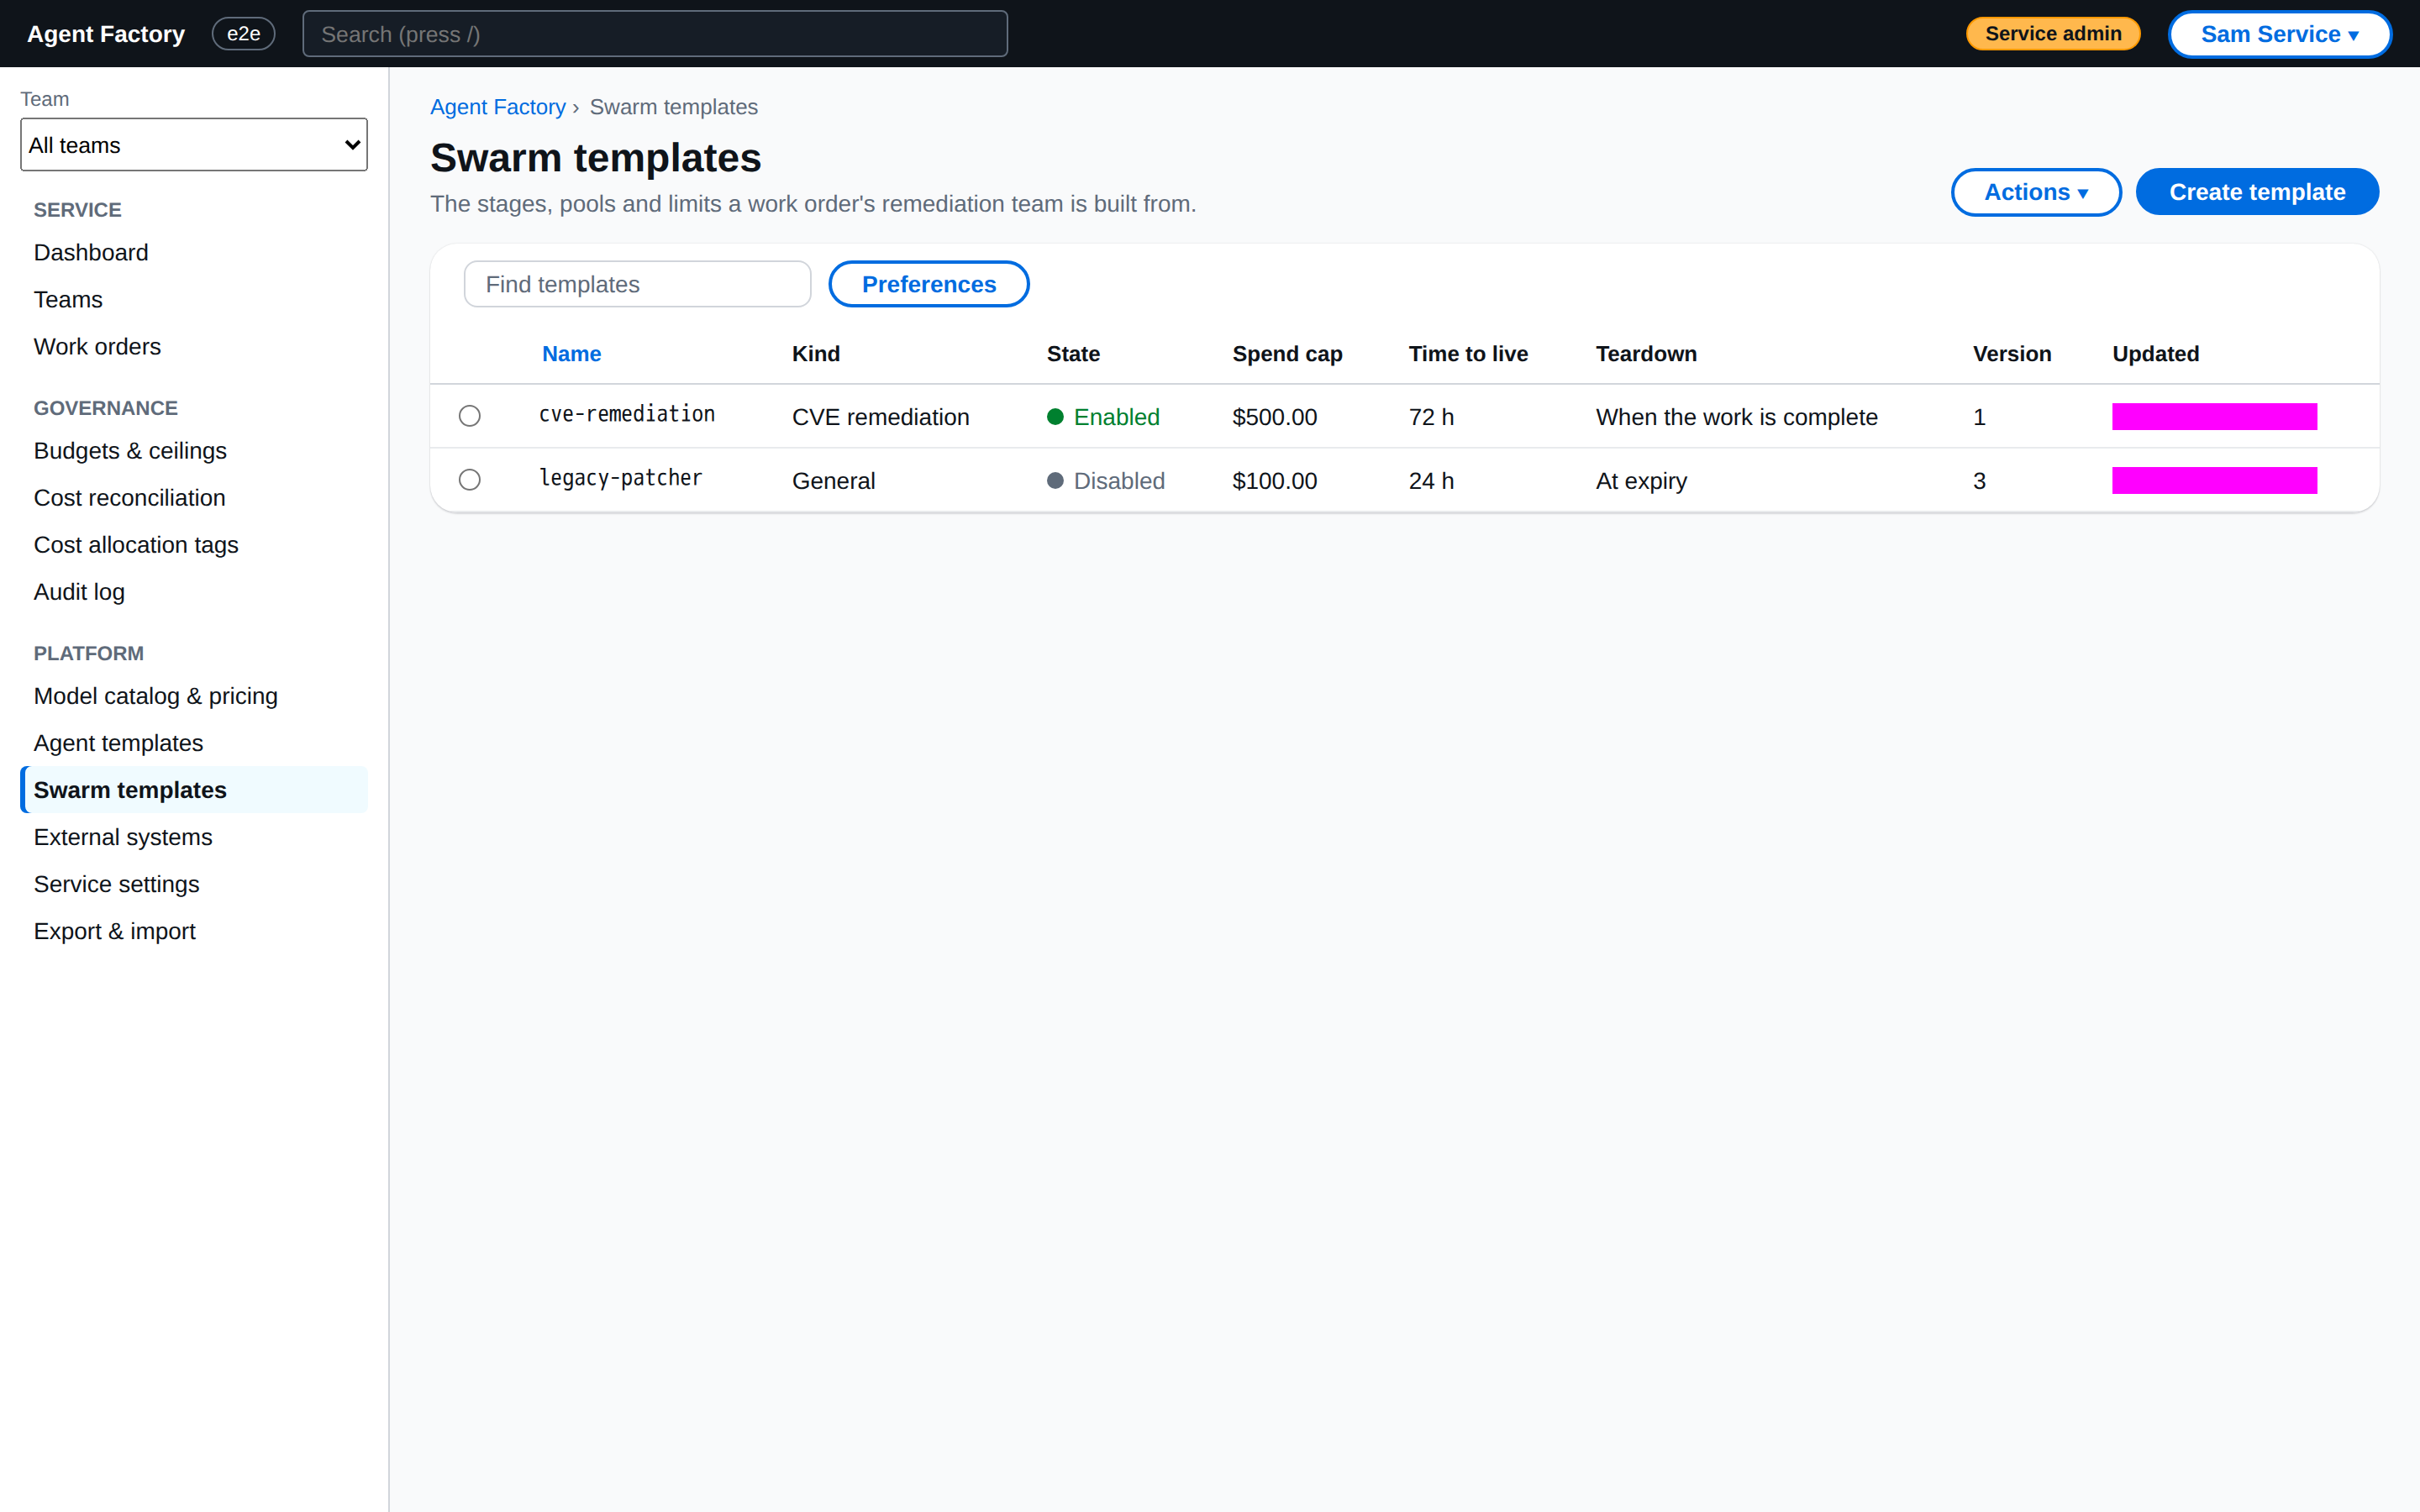 Agent Factory e2e Search (press /) Service admin Sam Service ▾
Team
All teams
SERVICE
Dashboard
Teams
Work orders
GOVERNANCE
Budgets & ceilings
Cost reconciliation
Cost allocation tags
Audit log
PLATFORM
Model catalog & pricing
Agent templates
Swarm templates
External systems
Service settings
Export & import
Agent Factory › Swarm templates
Swarm templates
The stages, pools and limits a work order's remediation team is built from.
Actions ▾ Create template
Find templates Preferences
Name Kind State Spend cap Time to live Teardown Version Updated
cve-remediation CVE remediation Enabled $500.00 72 h When the work is complete 1
legacy-patcher General Disabled $100.00 24 h At expiry 3